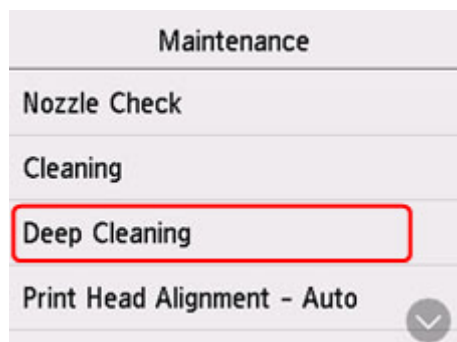 Maintenance
Nozzle Check
Cleaning
Deep Cleaning
Print Head Alignment - Auto